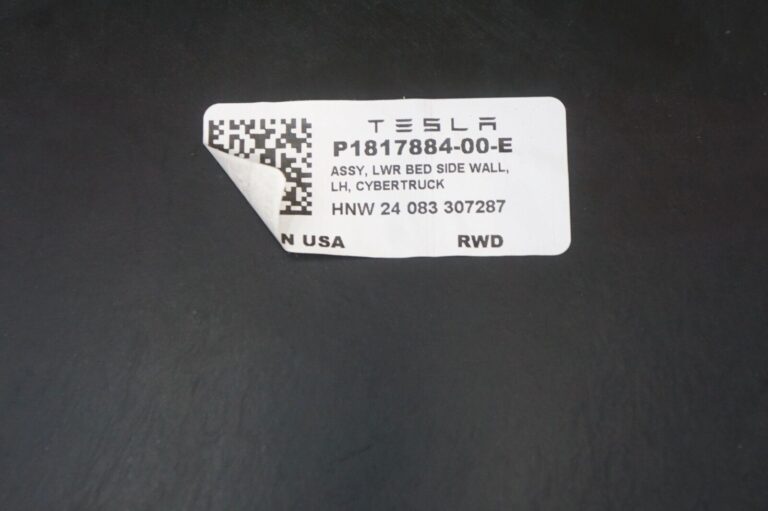 TESLA
P1817884-00-E
ASSY, LWR BED SIDE WALL,
LH, CYBERTRUCK
HNW 24 083 307287
N USA RWD